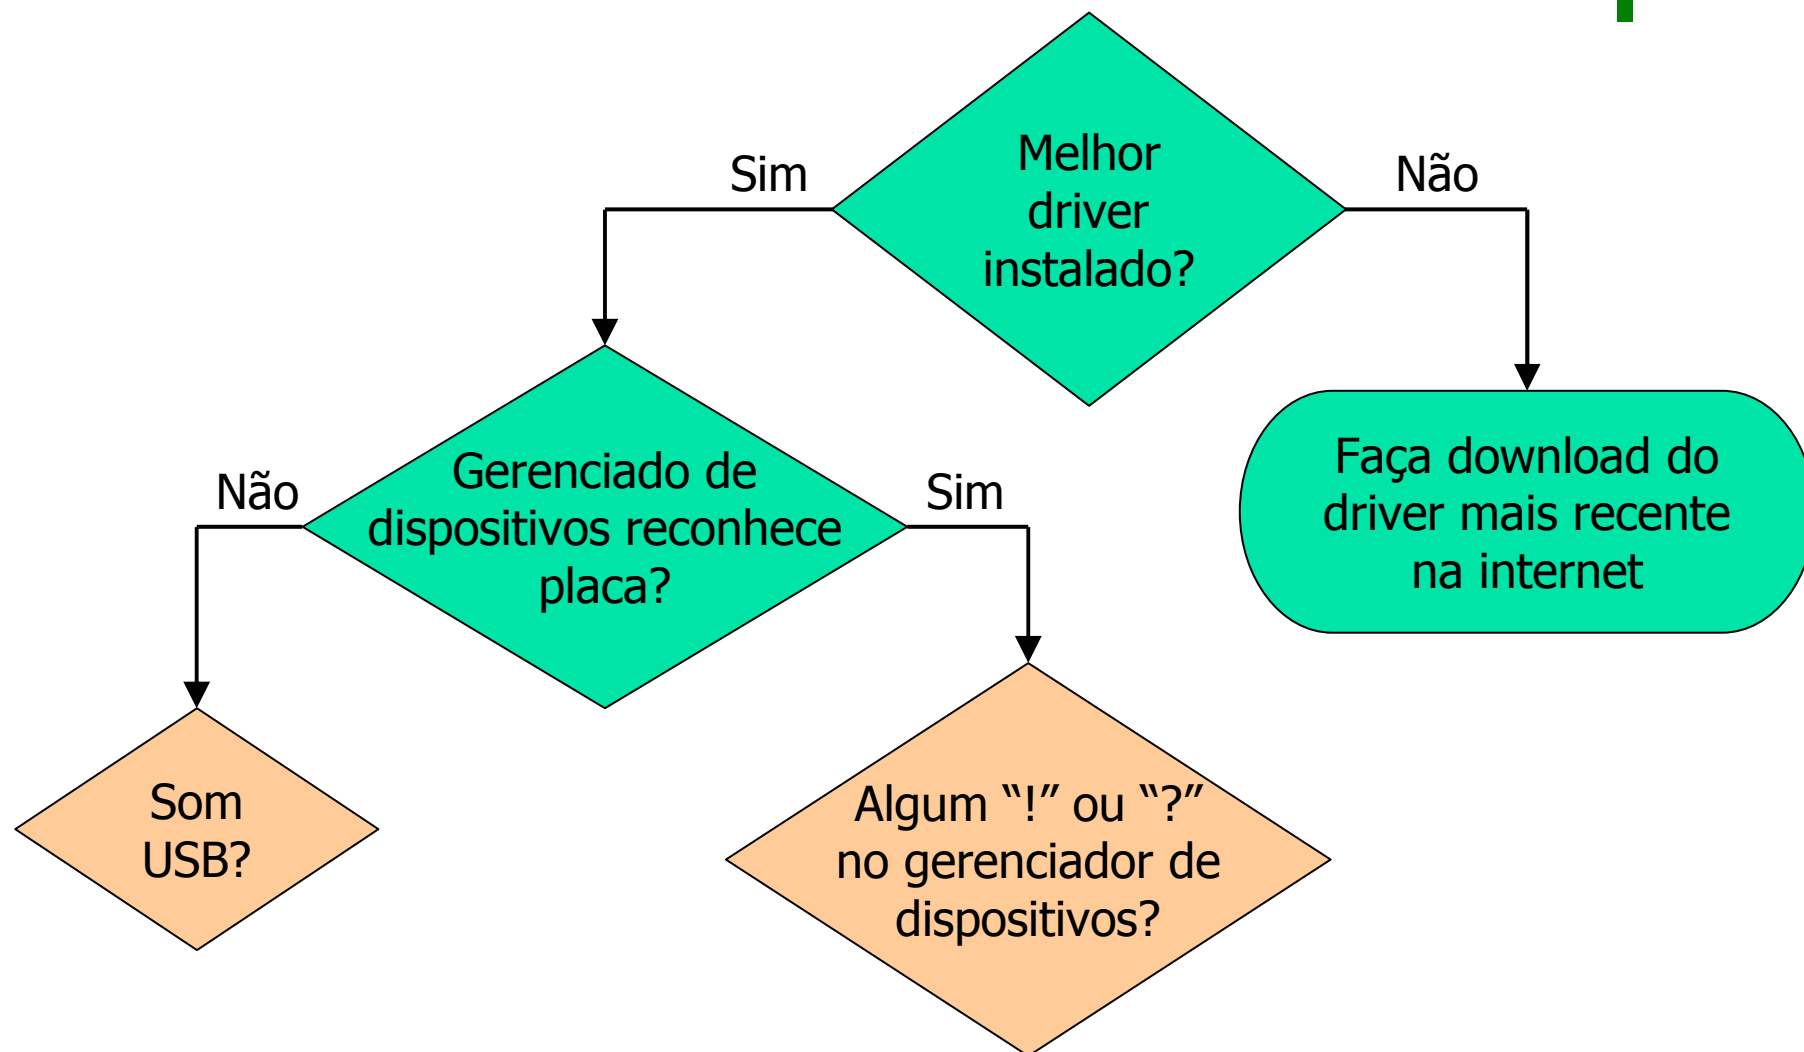 Melhor
driver
instalado?
Sim
Não
Gerenciado de
dispositivos reconhece
placa?
Faça download do
driver mais recente
na internet
Não
Sim
Som
USB?
Algum “!” ou “?”
no gerenciador de
dispositivos?